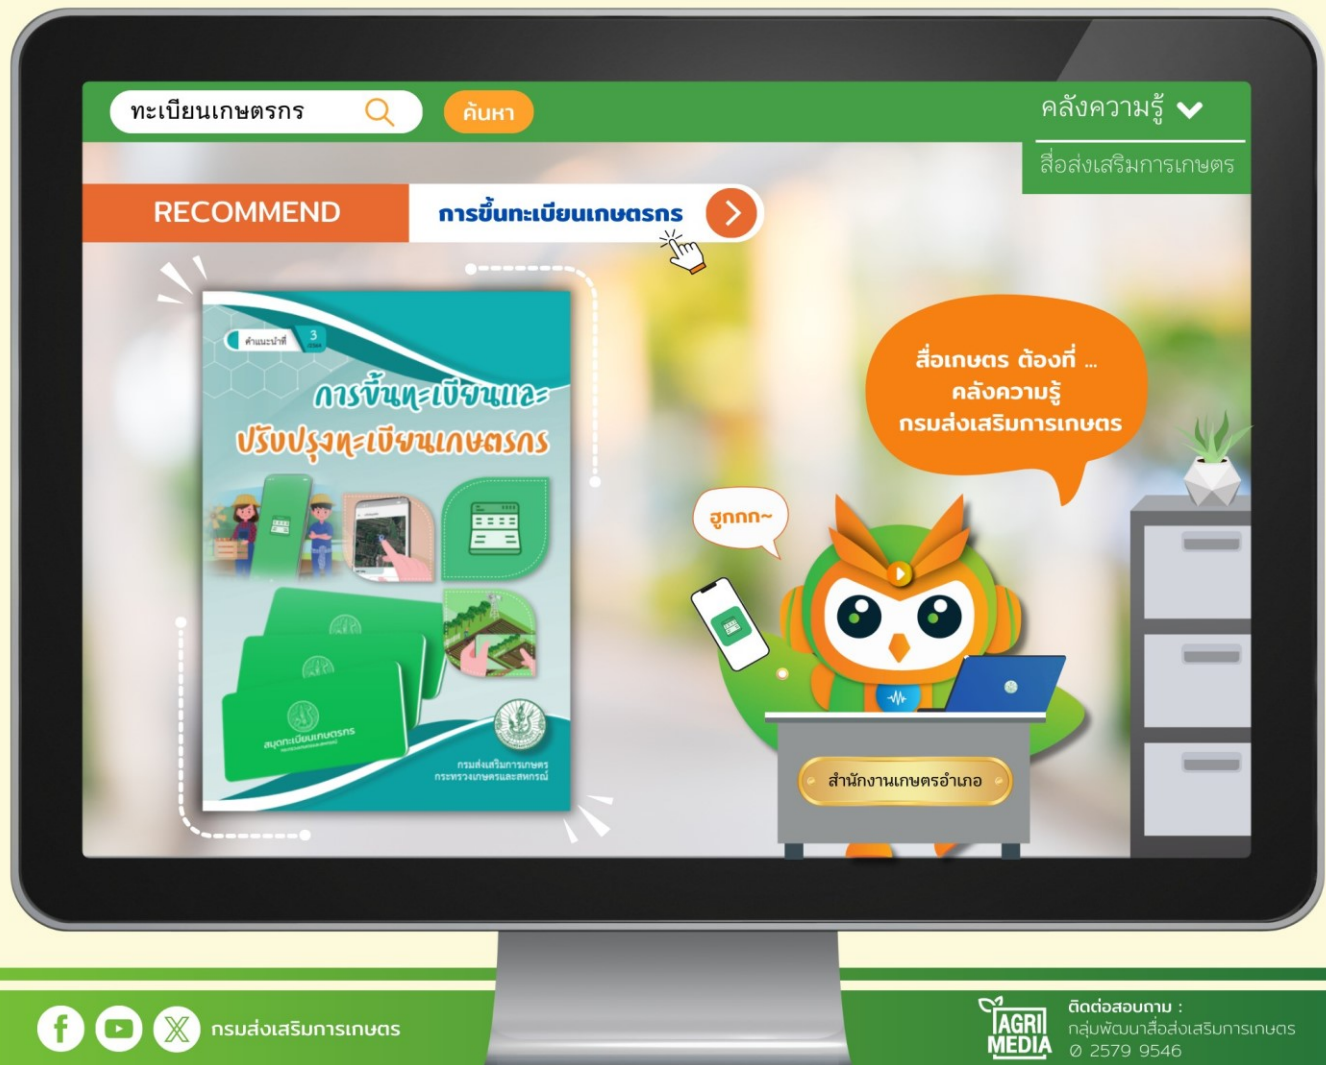 ทะเบียนเกษตรกร
ค้นหา
คลังความรู้
สื่อส่งเสริมการเกษตร
RECOMMEND
การขึ้นทะเบียนเกษตรกร
คำแนะนำที่
3
การขึ้นทะเบียนและ
ปรับปรุงทะเบียนเกษตรกร
สมุดทะเบียนเกษตรกร
กรมส่งเสริมการเกษตร
กระทรวงเกษตรและสหกรณ์
สื่อเกษตร ต้องที่ ...
คลังความรู้
กรมส่งเสริมการเกษตร
ฮูกกก~
สำนักงานเกษตรอำเภอ
กรมส่งเสริมการเกษตร
AGRI
MEDIA
ติดต่อสอบถาม :
กลุ่มพัฒนาสื่อส่งเสริมการเกษตร
0 2579 9546